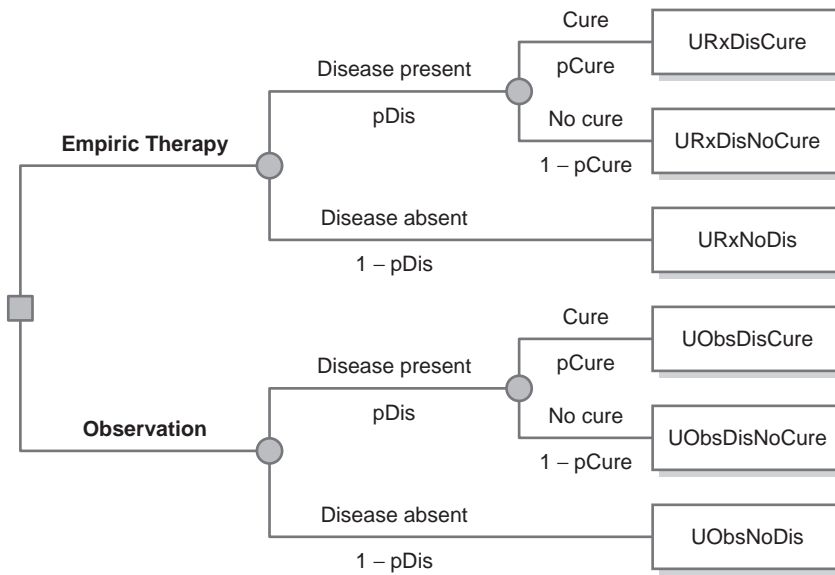 Cure
URxDisCure
pCure
Disease present
pDis
No cure
URxDisNoCure
1 – pCure
Empiric Therapy
Disease absent
URxNoDis
1 – pDis
Cure
UObsDisCure
pCure
Disease present
pDis
No cure
UObsDisNoCure
1 – pCure
Observation
Disease absent
UObsNoDis
1 – pDis